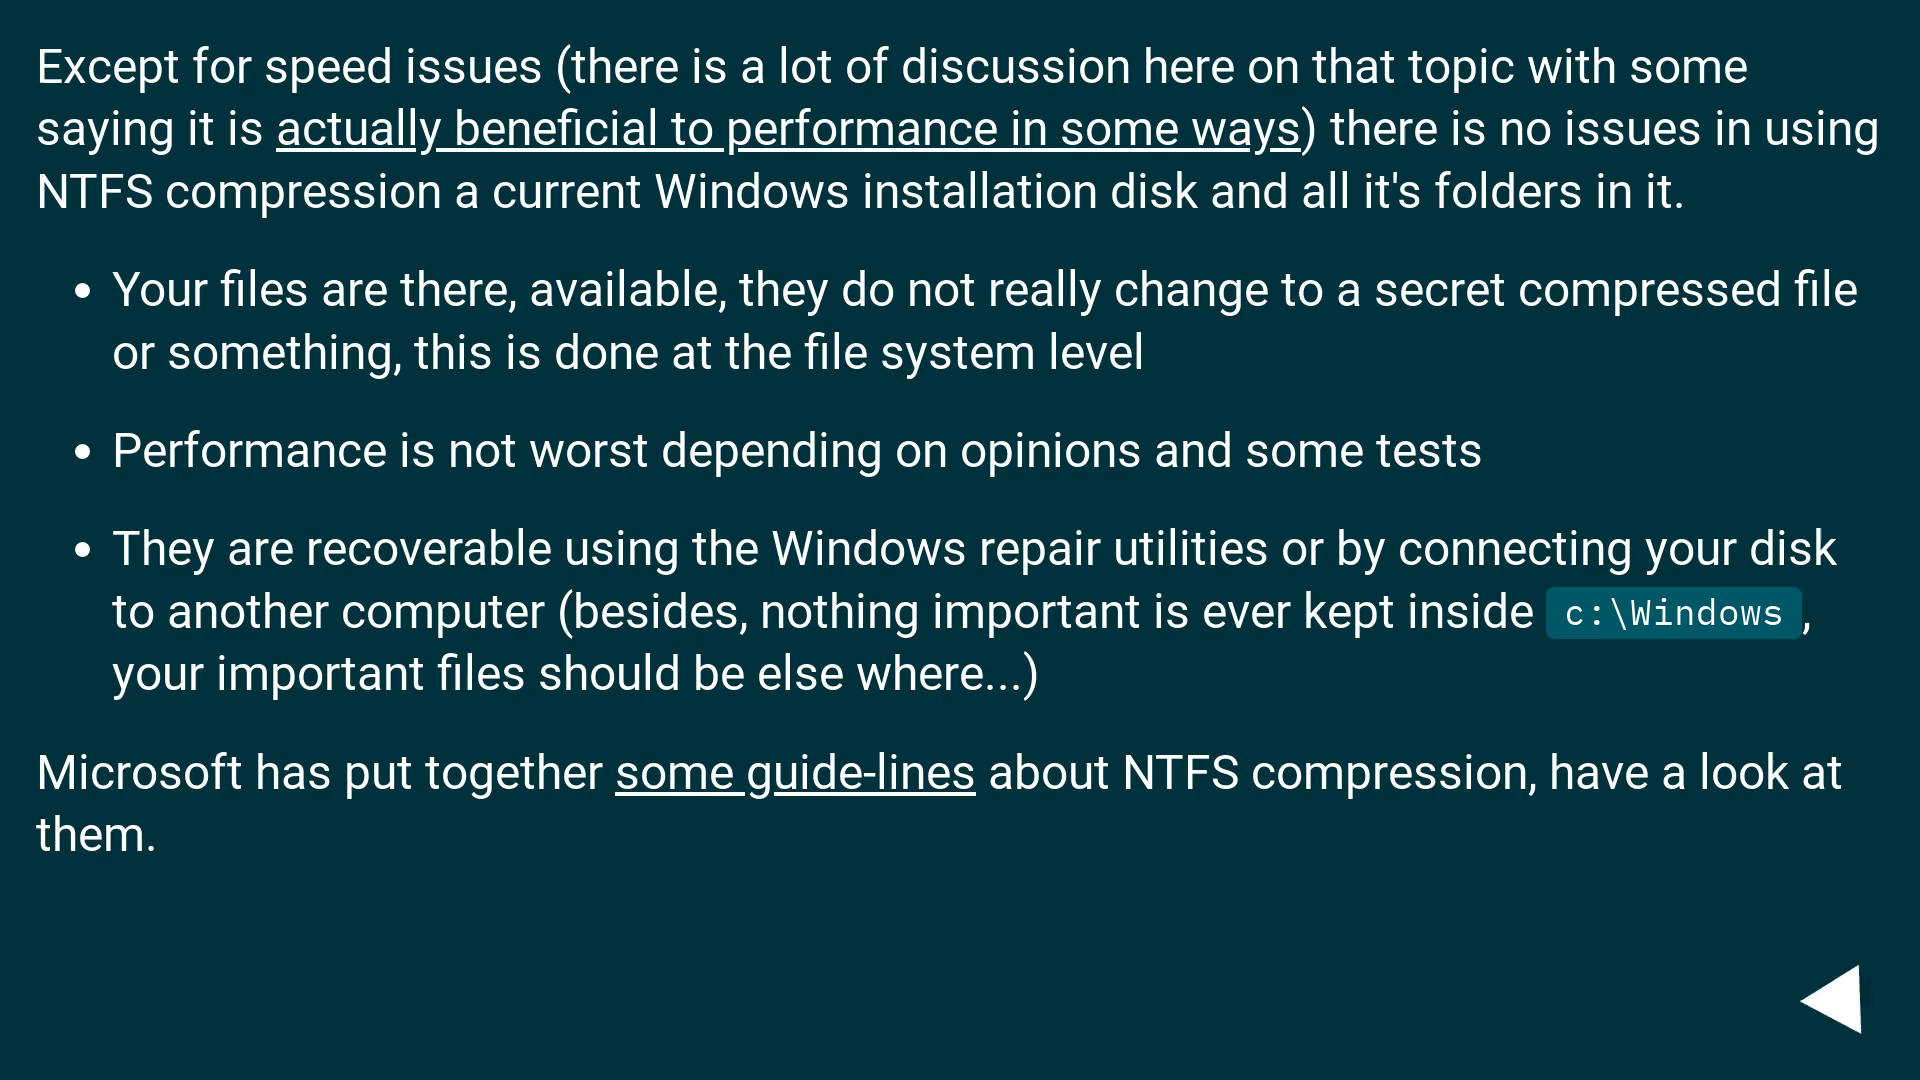 Except for speed issues (there is a lot of discussion here on that topic with some
saying it is actually beneficial to performance in some ways) there is no issues in using
NTFS compression a current Windows installation disk and all it's folders in it.
• Your files are there, available, they do not really change to a secret compressed file
or something, this is done at the file system level
• Performance is not worst depending on opinions and some tests
• They are recoverable using the Windows repair utilities or by connecting your disk
to another computer (besides, nothing important is ever kept inside c:\Windows,
your important files should be else where...)
Microsoft has put together some guide-lines about NTFS compression, have a look at
them.